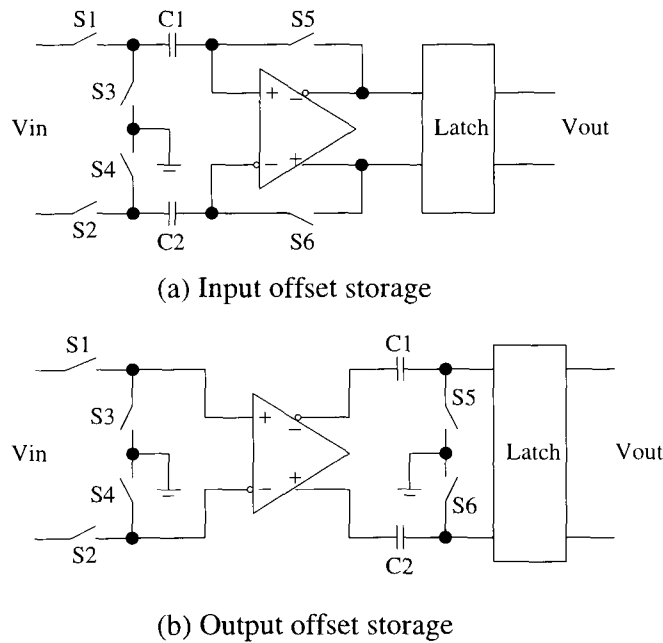 S1
C1
S5
S3
+
−
Vin
Latch
Vout
S4
−
+
S2
C2
S6
(a) Input offset storage
S1
C1
S3
+
−
S5
Vin
Latch
Vout
S4
−
+
S6
S2
C2
(b) Output offset storage